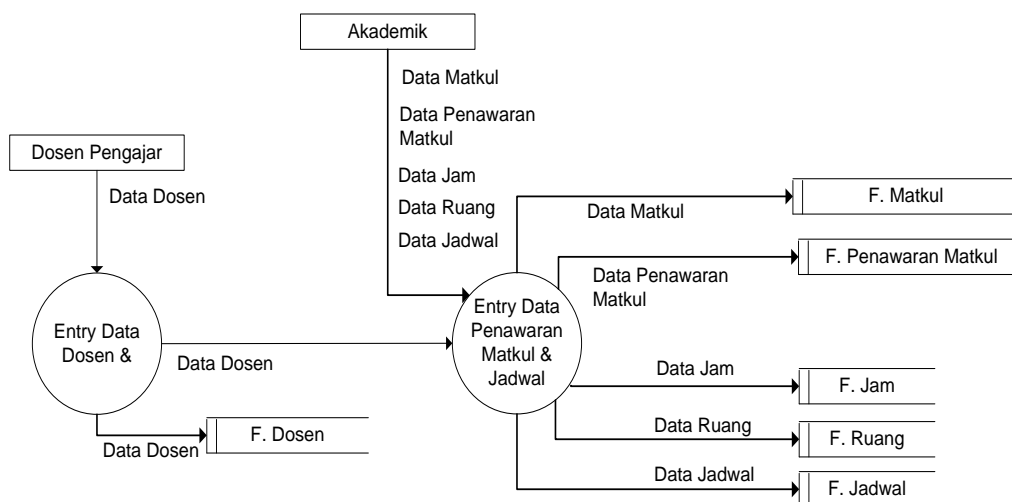 Akademik
Data Matkul
Data Penawaran
Matkul
Data Jam
Data Ruang
Data Jadwal
Dosen Pengajar
Data Dosen
Entry Data
Dosen &
Data Dosen
Data Dosen
F. Dosen
Entry Data
Penawaran
Matkul &
Jadwal
Data Matkul
F. Matkul
Data Penawaran
Matkul
F. Penawaran Matkul
Data Jam
F. Jam
Data Ruang
F. Ruang
Data Jadwal
F. Jadwal